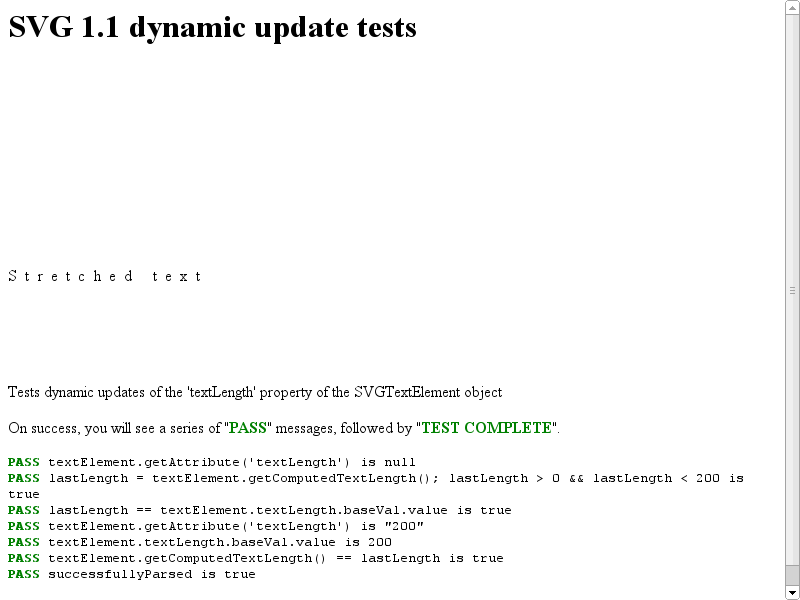 SVG 1.1 dynamic update tests
S t r e t c h e d t e x t
Tests dynamic updates of the 'textLength' property of the SVGTextElement object
On success, you will see a series of "PASS" messages, followed by "TEST COMPLETE".
PASS textElement.getAttribute('textLength') is null
PASS lastLength = textElement.getComputedTextLength(); lastLength > 0 && lastLength < 200 is
true
PASS lastLength == textElement.textLength.baseVal.value is true
PASS textElement.getAttribute('textLength') is "200"
PASS textElement.textLength.baseVal.value is 200
PASS textElement.getComputedTextLength() == lastLength is true
PASS successfullyParsed is true